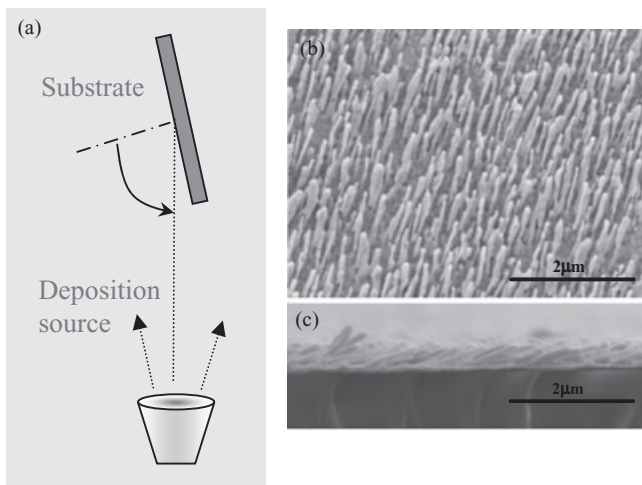 (a)
Substrate
Deposition
source
(b)
2μm
(c)
2μm